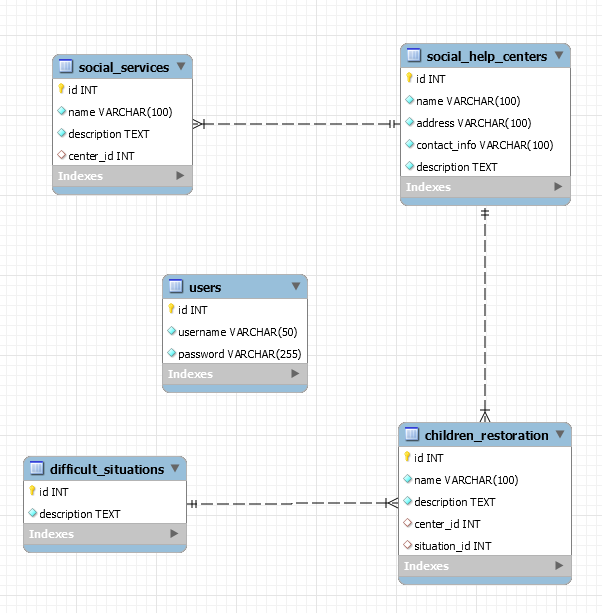 social_services
id INT
name VARCHAR(100)
description TEXT
center_id INT
Indexes
social_help_centers
id INT
name VARCHAR(100)
address VARCHAR(100)
contact_info VARCHAR(100)
description TEXT
Indexes
users
id INT
username VARCHAR(50)
password VARCHAR(255)
Indexes
difficult_situations
id INT
description TEXT
Indexes
children_restoration
id INT
name VARCHAR(100)
description TEXT
center_id INT
situation_id INT
Indexes